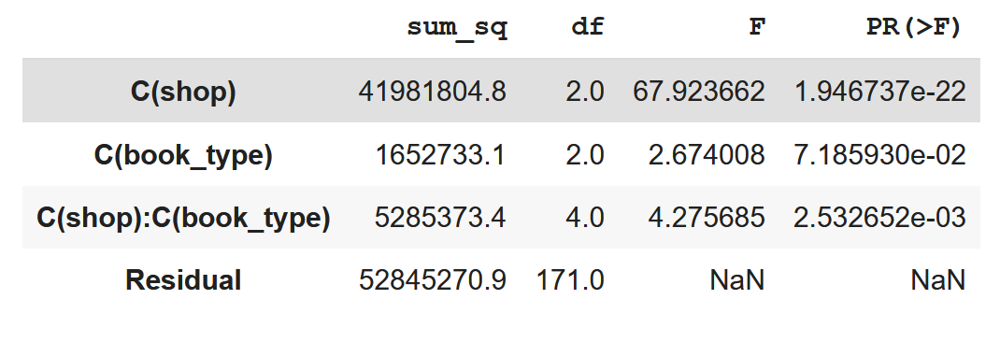 sum_sq df F PR(>F)
C(shop) 41981804.8 2.0 67.923662 1.946737e-22
C(book_type) 1652733.1 2.0 2.674008 7.185930e-02
C(shop):C(book_type) 5285373.4 4.0 4.275685 2.532652e-03
Residual 52845270.9 171.0 NaN NaN